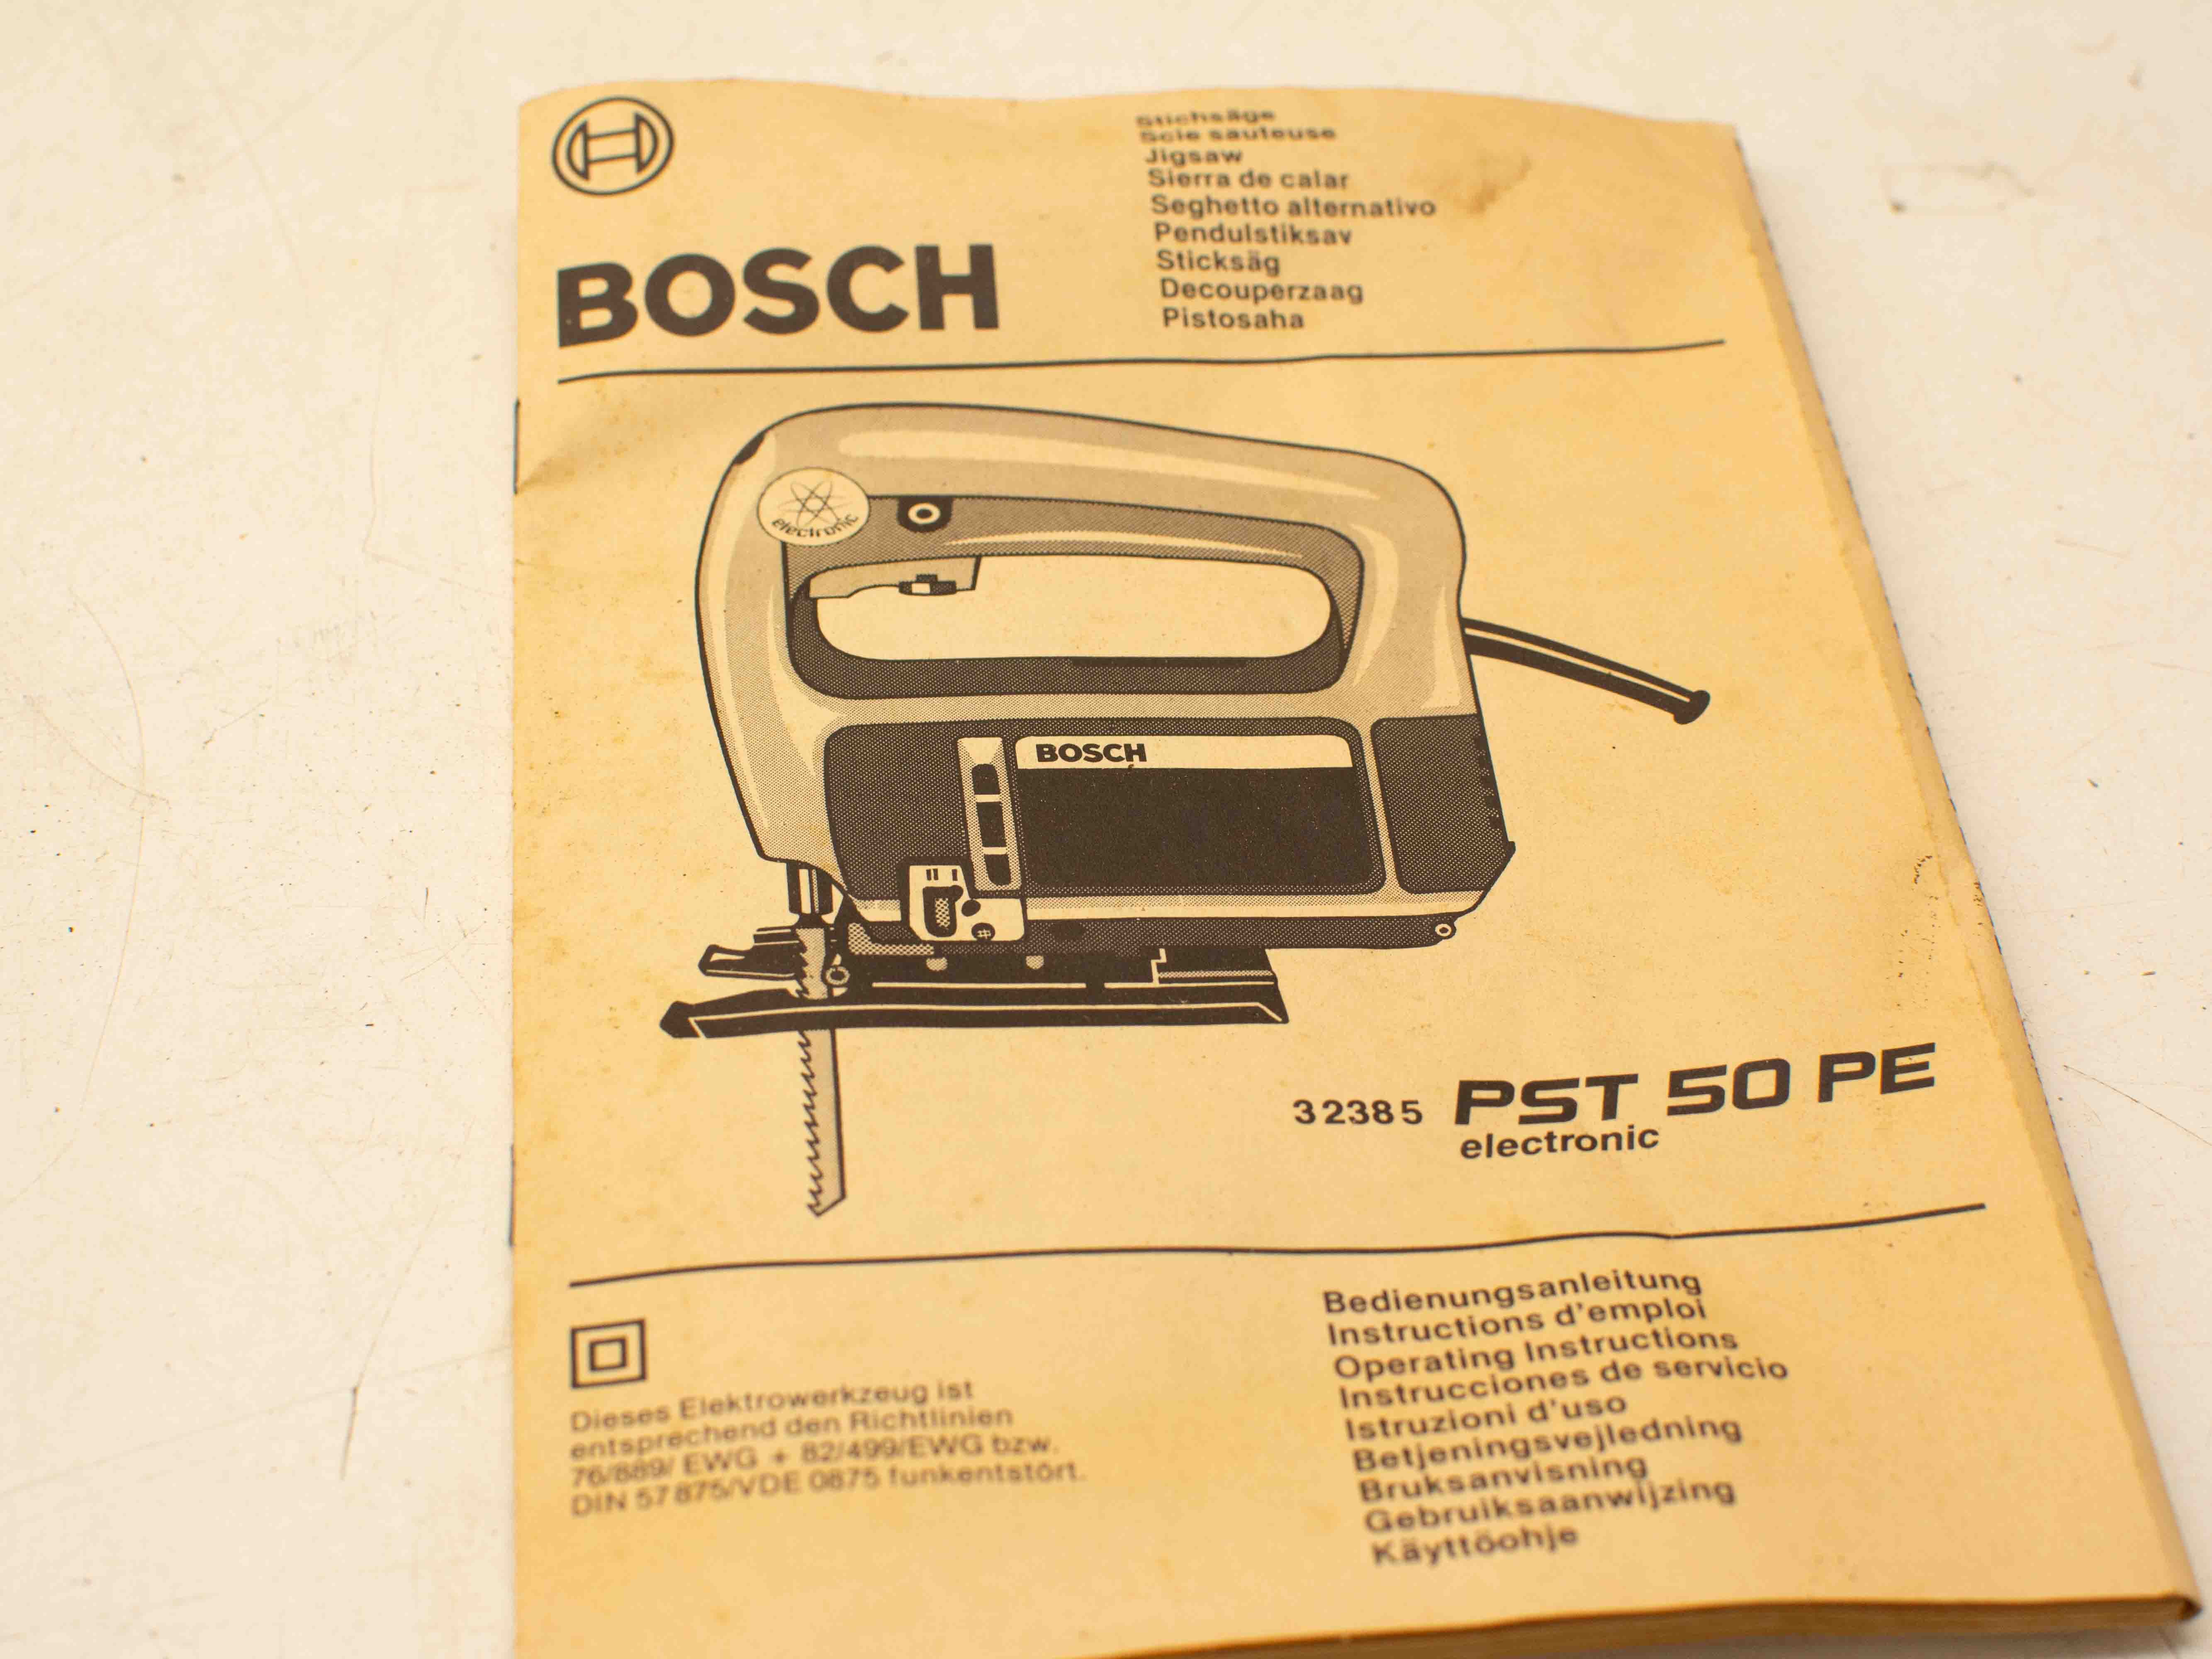 BOSCH
Stichsäge
Scie sauteuse
Jigsaw
Sierra de calar
Seghetto alternativo
Pendulstiksav
Sticksäg
Decouperzaag
Pistosaha
electronic
BOSCH
32385 PST 50 PE
electronic
Dieses Elektrowerkzeug ist
entsprechend den Richtlinien
76/889/ EWG + 82/499/EWG bzw.
DIN 57875/VDE 0875 funkentstört.
Bedienungsanleitung
Instructions d'emploi
Operating Instructions
Instrucciones de servicio
Istruzioni d'uso
Betjeningsvejledning
Bruksanvisning
Gebruiksaanwijzing
Käyttöohje